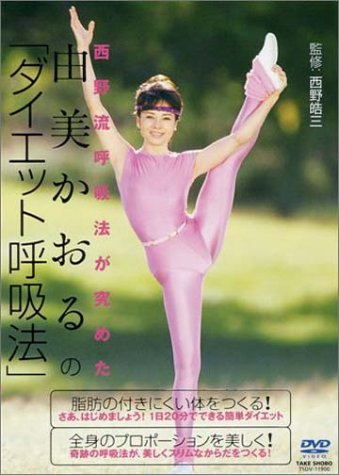 監修:西野皓三
西野流呼吸法が究めた
由美かおるの
「ダイエット呼吸法」
脂肪の付きにくい体をつくる!
さあ、はじめましょう!1日20分でできる簡単ダイエット
全身のプロポーションを美しく!
奇跡の呼吸法が、美しくスリムなからだをつくる!
DVD
VIDEO
TAKE SHOBO
TSDV-11900